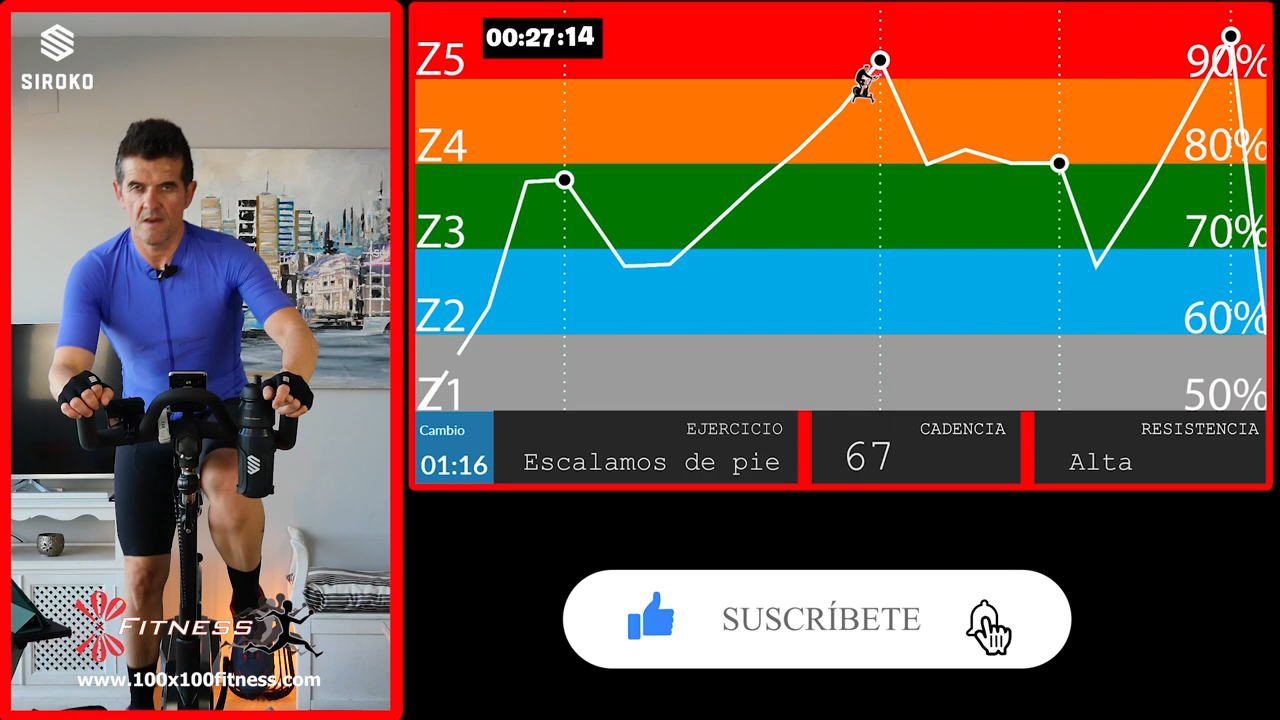 SIROKO
FITNESS
www.100x100fitness.com
00:27:14
Z5
90%
Z4
80%
Z3
70%
Z2
60%
Z1
50%
Cambio
01:16
EJERCICIO
Escalamos de pie
CADENCIA
67
RESISTENCIA
Alta
SUSCRÍBETE